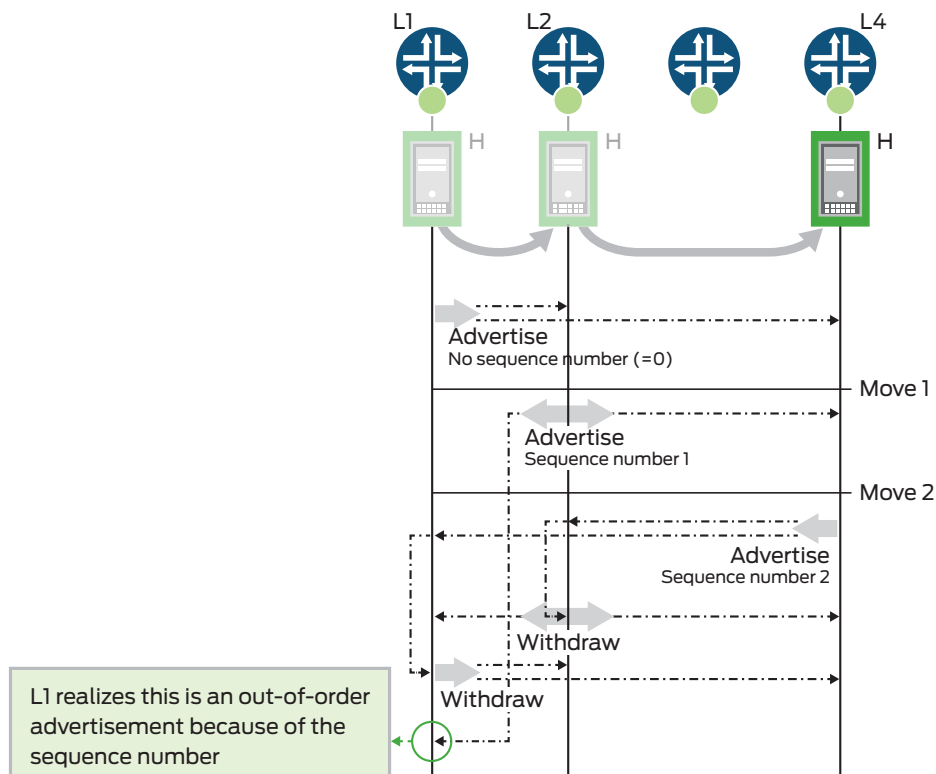 L1
L2
L4
H
H
H
Advertise
No sequence number (=0)
Move 1
Advertise
Sequence number 1
Move 2
Advertise
Sequence number 2
Withdraw
Withdraw
L1 realizes this is an out-of-order
advertisement because of the
sequence number